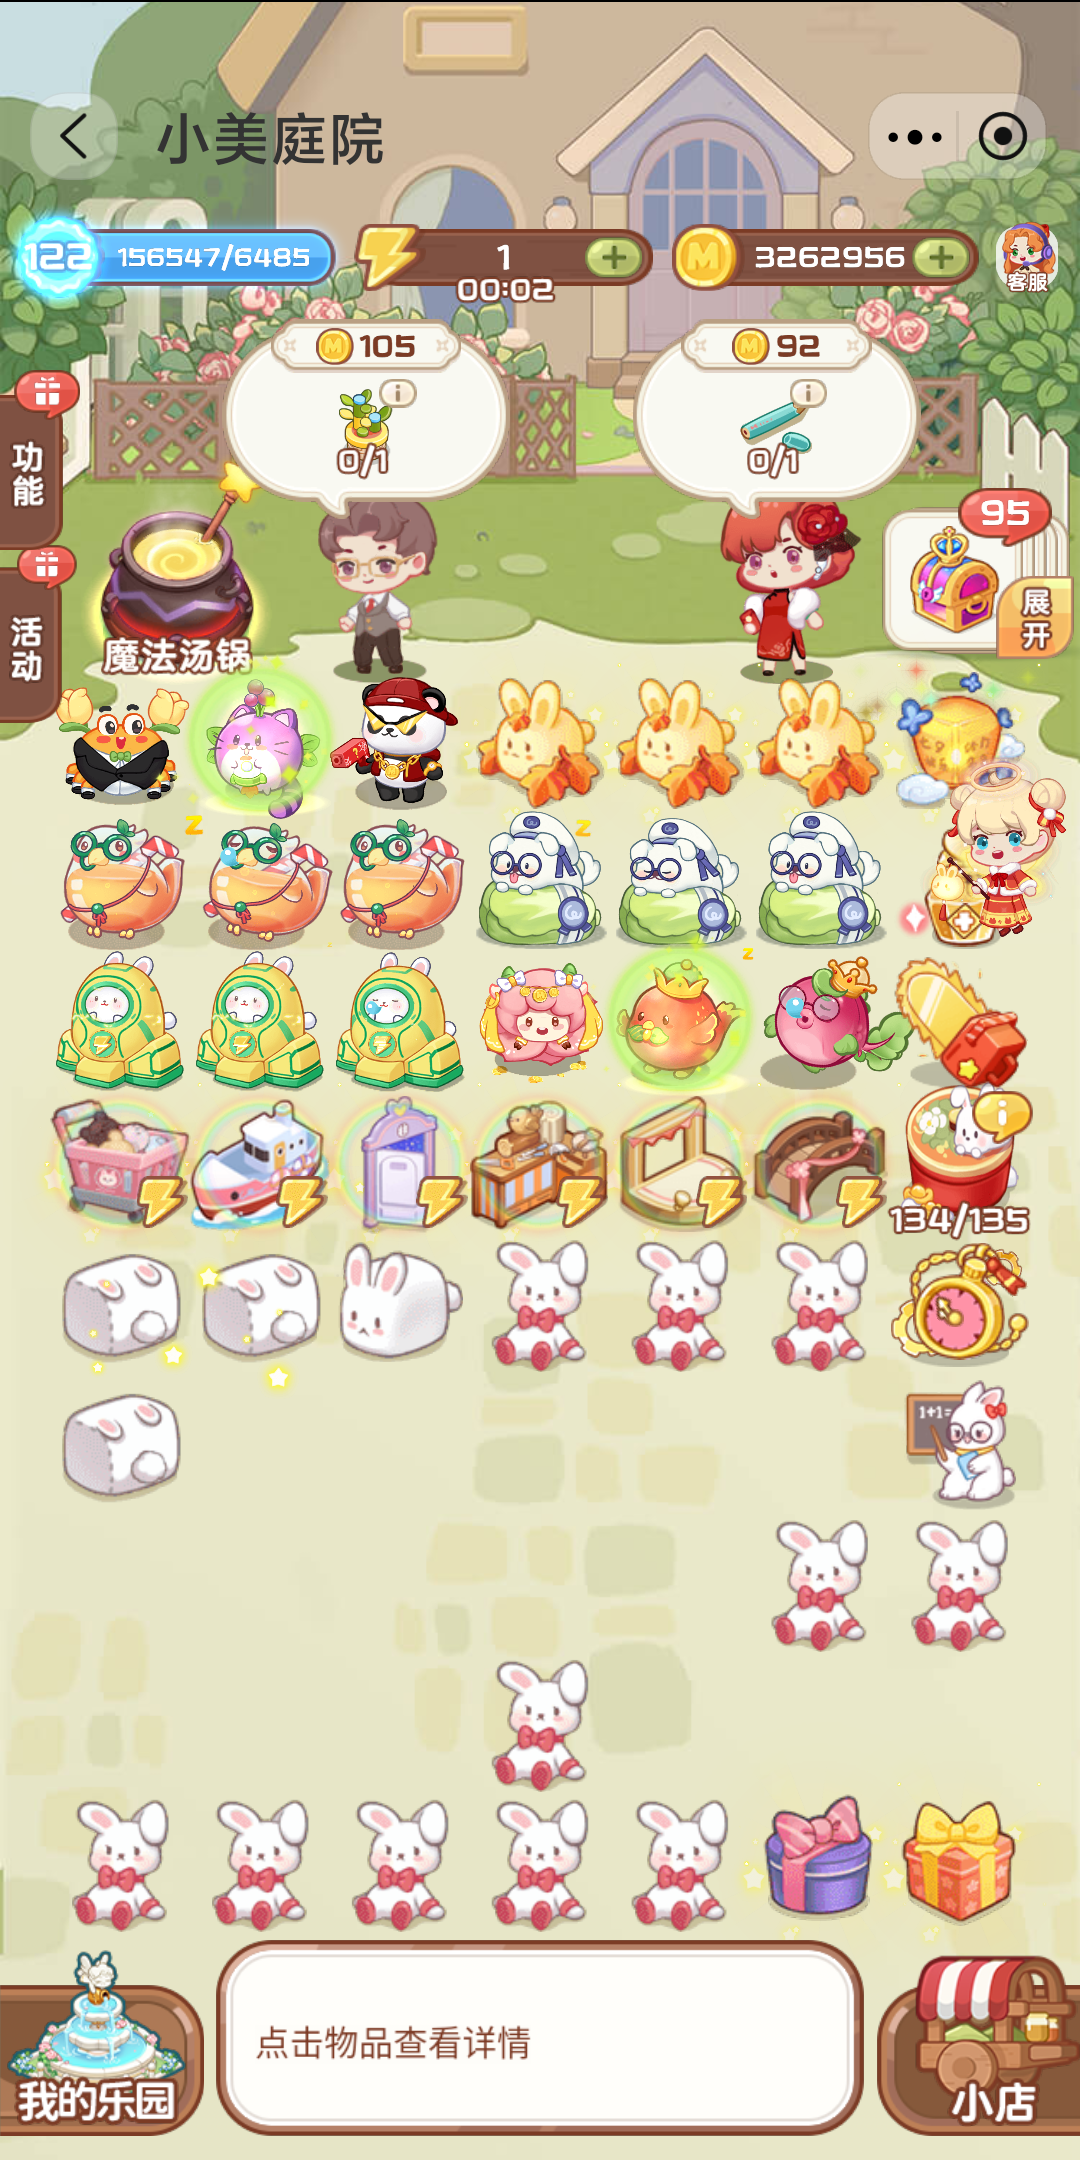 小美庭院
122 156547/6485 1 3262956
00:02
客服
105 92
功能
0/1 0/1
95
展开
活动
魔法汤锅
134/135
1+1=
点击物品查看详情
我的乐园 小店